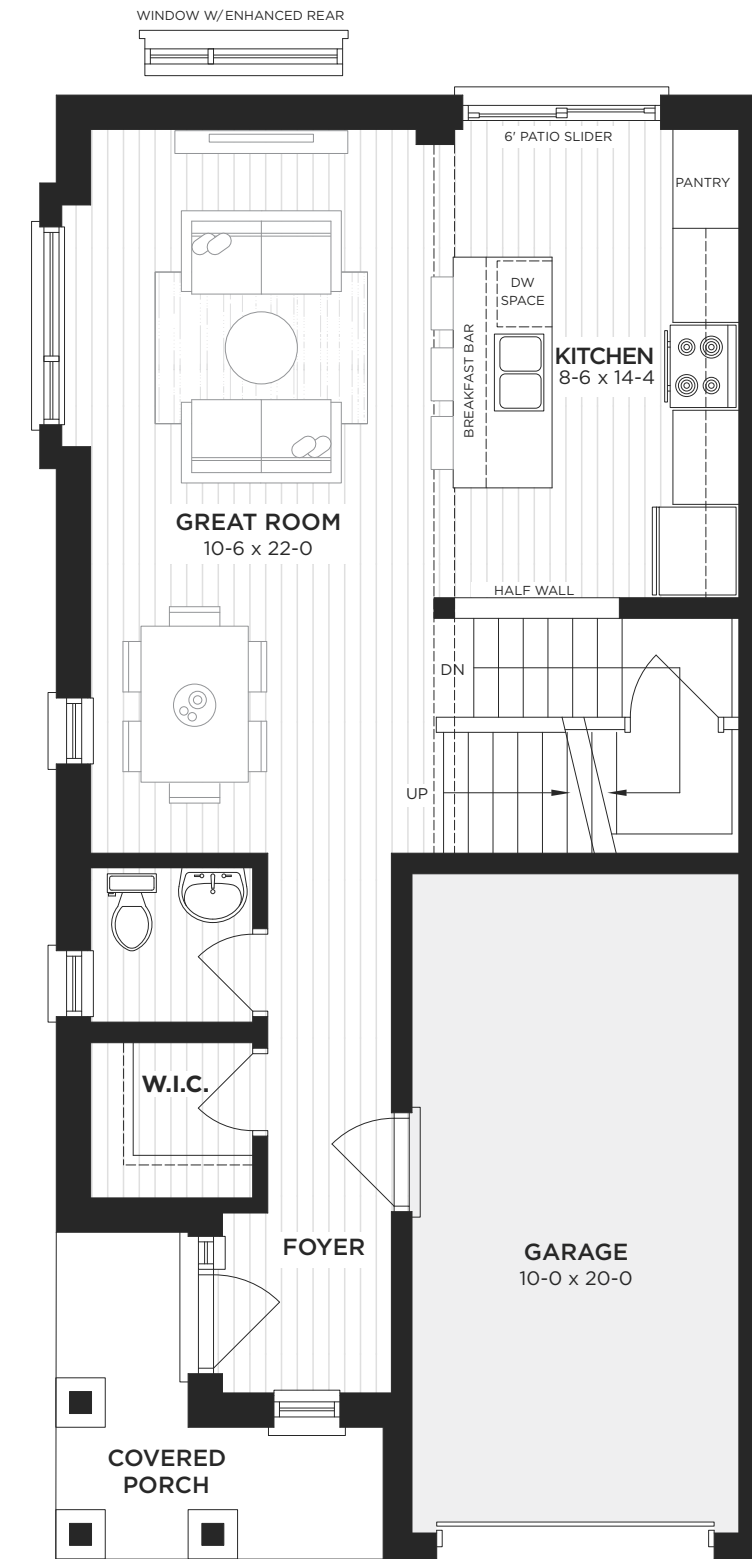 WINDOW W/ENHANCED REAR
6' PATIO SLIDER
PANTRY
DW
SPACE
BREAKFAST BAR
KITCHEN
8-6 x 14-4
GREAT ROOM
10-6 x 22-0
HALF WALL
DN
UP
W.I.C.
FOYER
GARAGE
10-0 x 20-0
COVERED
PORCH